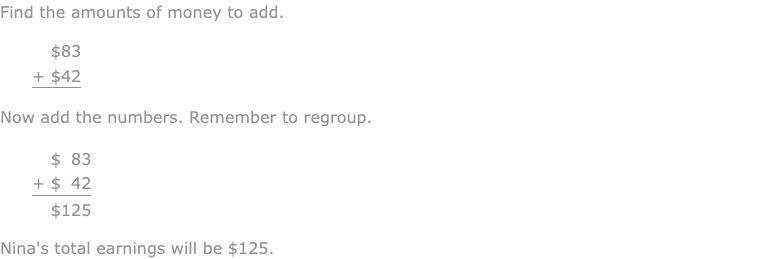 Find the amounts of money to add.
$83
+ $42
Now add the numbers. Remember to regroup.
$ 83
+ $ 42
$125
Nina's total earnings will be $125.